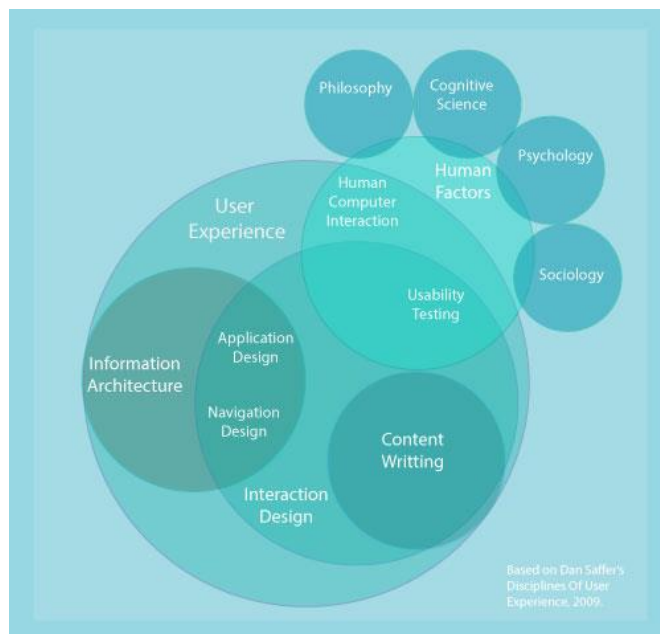 Philosophy
Cognitive
Science
Psychology
Human
Factors
Human
Computer
Interaction
User
Experience
Sociology
Usability
Testing
Application
Design
Information
Architecture
Navigation
Design
Content
Writting
Interaction
Design
Based on Dan Saffer's
Disciplines Of User
Experience, 2009.